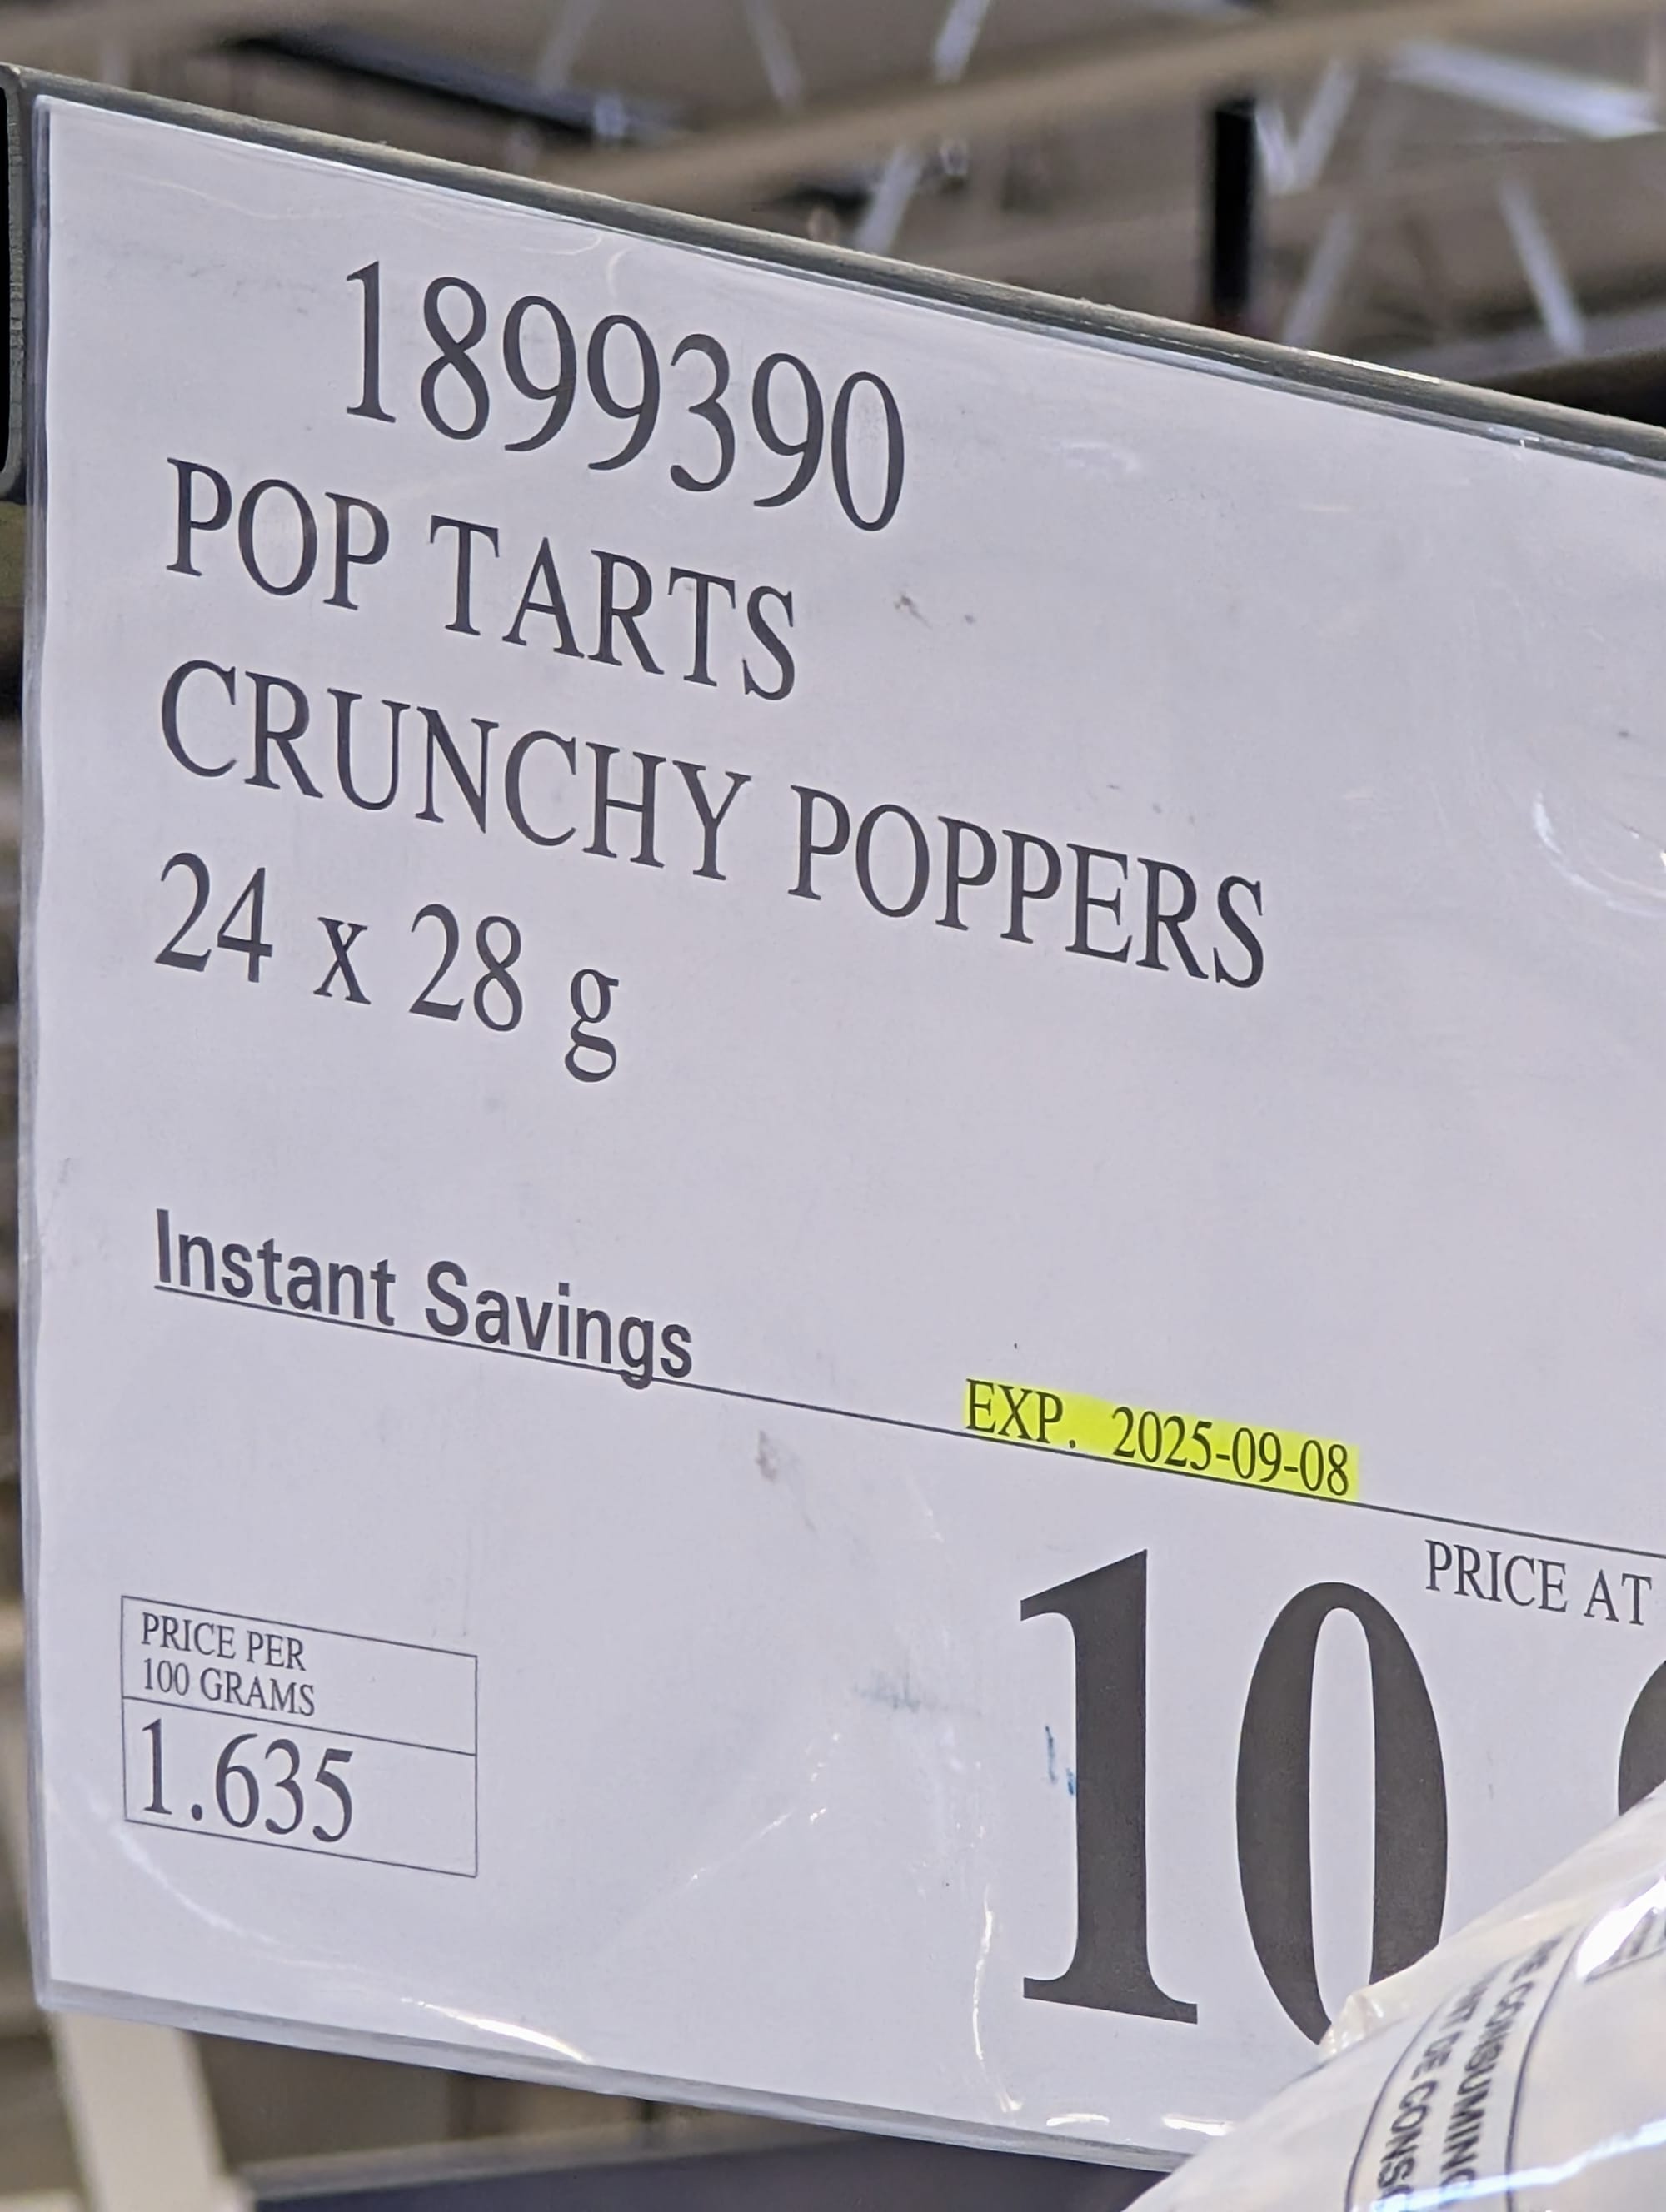 1899390
POP TARTS
CRUNCHY POPPERS
24 x 28 g
Instant Savings
EXP. 2025-09-08
PRICE AT
10
PRICE PER
100 GRAMS
1.635